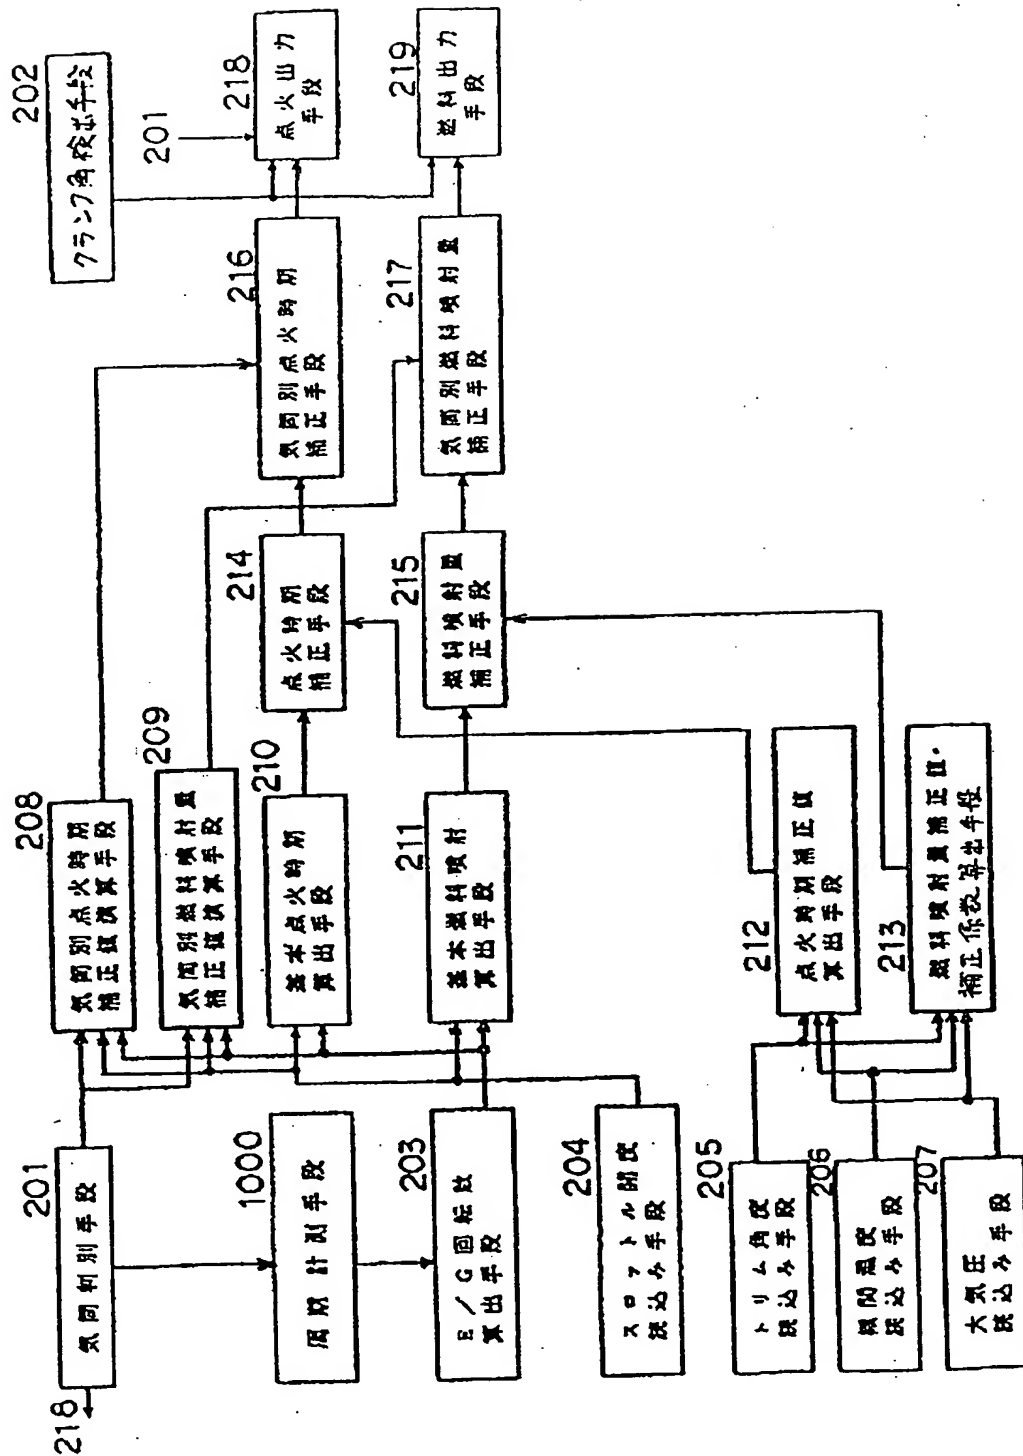 202
クランク角検出手段
201
218
点火出力
手段
219
燃料出力
手段
216
気筒別点火時期
補正手段
217
気筒別燃料噴射量
補正手段
214
点火時期
補正手段
215
燃料噴射量
補正手段
208
気筒別点火時期
補正値演算手段
209
気筒別燃料噴射量
補正値演算手段
210
基本点火時期
算出手段
211
基本燃料噴射
算出手段
212
点火時期補正値
算出手段
213
燃料噴射量補正値・
補正係数算出手段
218
201
気筒判別手段
1000
周期計測手段
203
E/G回転数
算出手段
204
スロットル開度
読込み手段
205
トリム角度
読込み手段
206
機関温度
読込み手段
207
大気圧
読込み手段